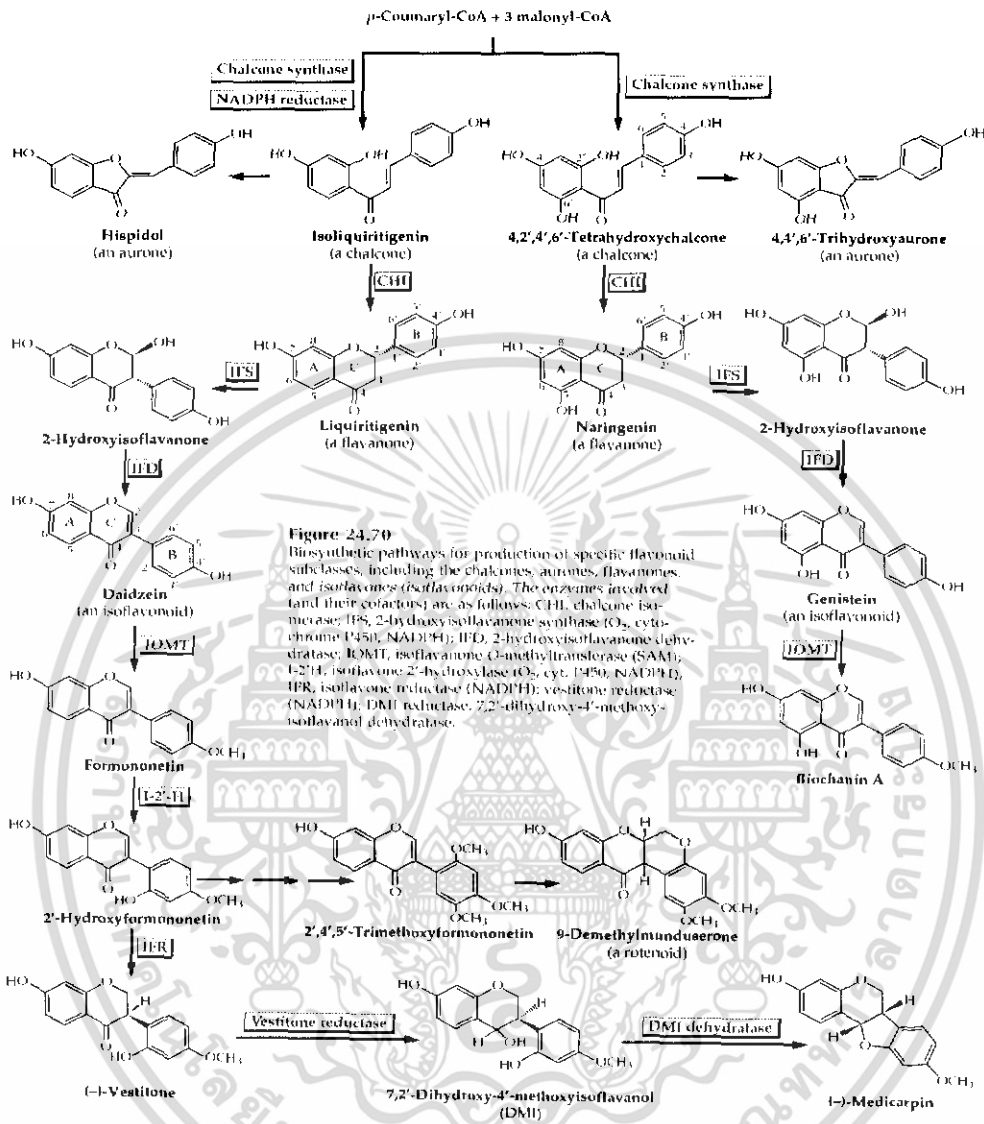 p-Coumaryl-CoA + 3 malonyl-CoA
Chalcone synthase
NADPH reductase
Chalcone synthase
Hispidol
(an aurone)
Isoliquiritigenin
(a chalcone)
4,2',4',6'-Tetrahydroxychalcone
(a chalcone)
4,4',6'-Trihydroxyaurone
(an aurone)
CHI
CHI
IFS
IFS
2-Hydroxyisoflavanone
Liquiritigenin
(a flavanone)
Naringenin
(a flavanone)
2-Hydroxyisoflavanone
IFD
IFD
Daidzein
(an isoflavonoid)
Figure 24.70
Biosynthetic pathways for production of specific flavonoid
subclasses, including the chalcones, aurones, flavanones,
and isoflavones (isoflavonoids). The enzymes involved
(and their cofactors) are as follows: CHI, chalcone iso-
merase; IFS, 2-hydroxyisoflavanone synthase (O₂, cyto-
chrome P450, NADPH); IFD, 2-hydroxyisoflavanone dehy-
dratase; IOMT, isoflavanone O-methyltransferase (SAM);
I-2'H, isoflavone 2'-hydroxylase (O₂, cyt. P450, NADPH),
IFR, isoflavone reductase (NADPH); vestitone reductase
(NADPH); DMI reductase, 7,2'-dihydroxy-4'-methoxy-
isoflavanol dehydratase.
Genistein
(an isoflavonoid)
IOMT
IOMT
Formononetin
Biochanin A
I-2'-H
2'-Hydroxyformononetin
2',4',5'-Trimethoxyformononetin
9-Demethylmunduserone
(a rotenoid)
IFR
Vestitone reductase
DMI dehydratase
(–)-Vestitone
7,2'-Dihydroxy-4'-methoxyisoflavanol
(DMI)
(–)-Medicarpin